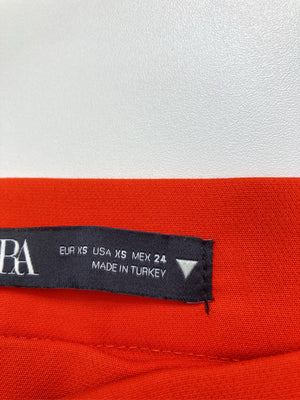 RA
EUR XS USA XS MEX 24
MADE IN TURKEY